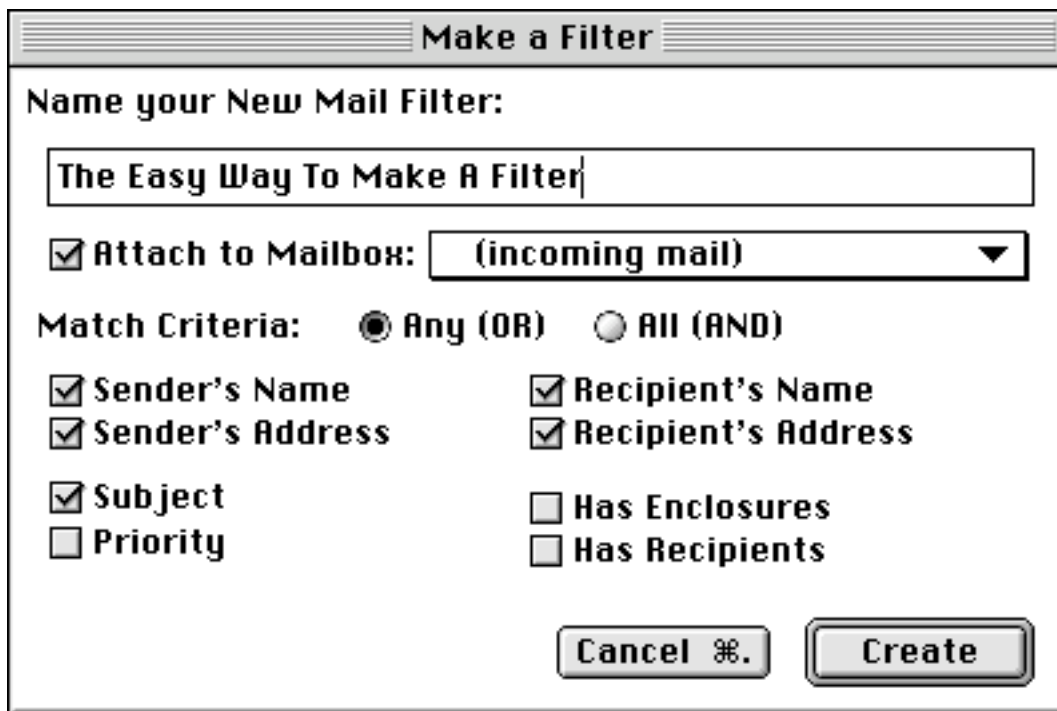 Make a Filter
Name your New Mail Filter:
The Easy Way To Make A Filter
Attach to Mailbox: (incoming mail)
Match Criteria: Any (OR) All (AND)
Sender's Name Recipient's Name
Sender's Address Recipient's Address
Subject Has Enclosures
Priority Has Recipients
Cancel ⌘. Create